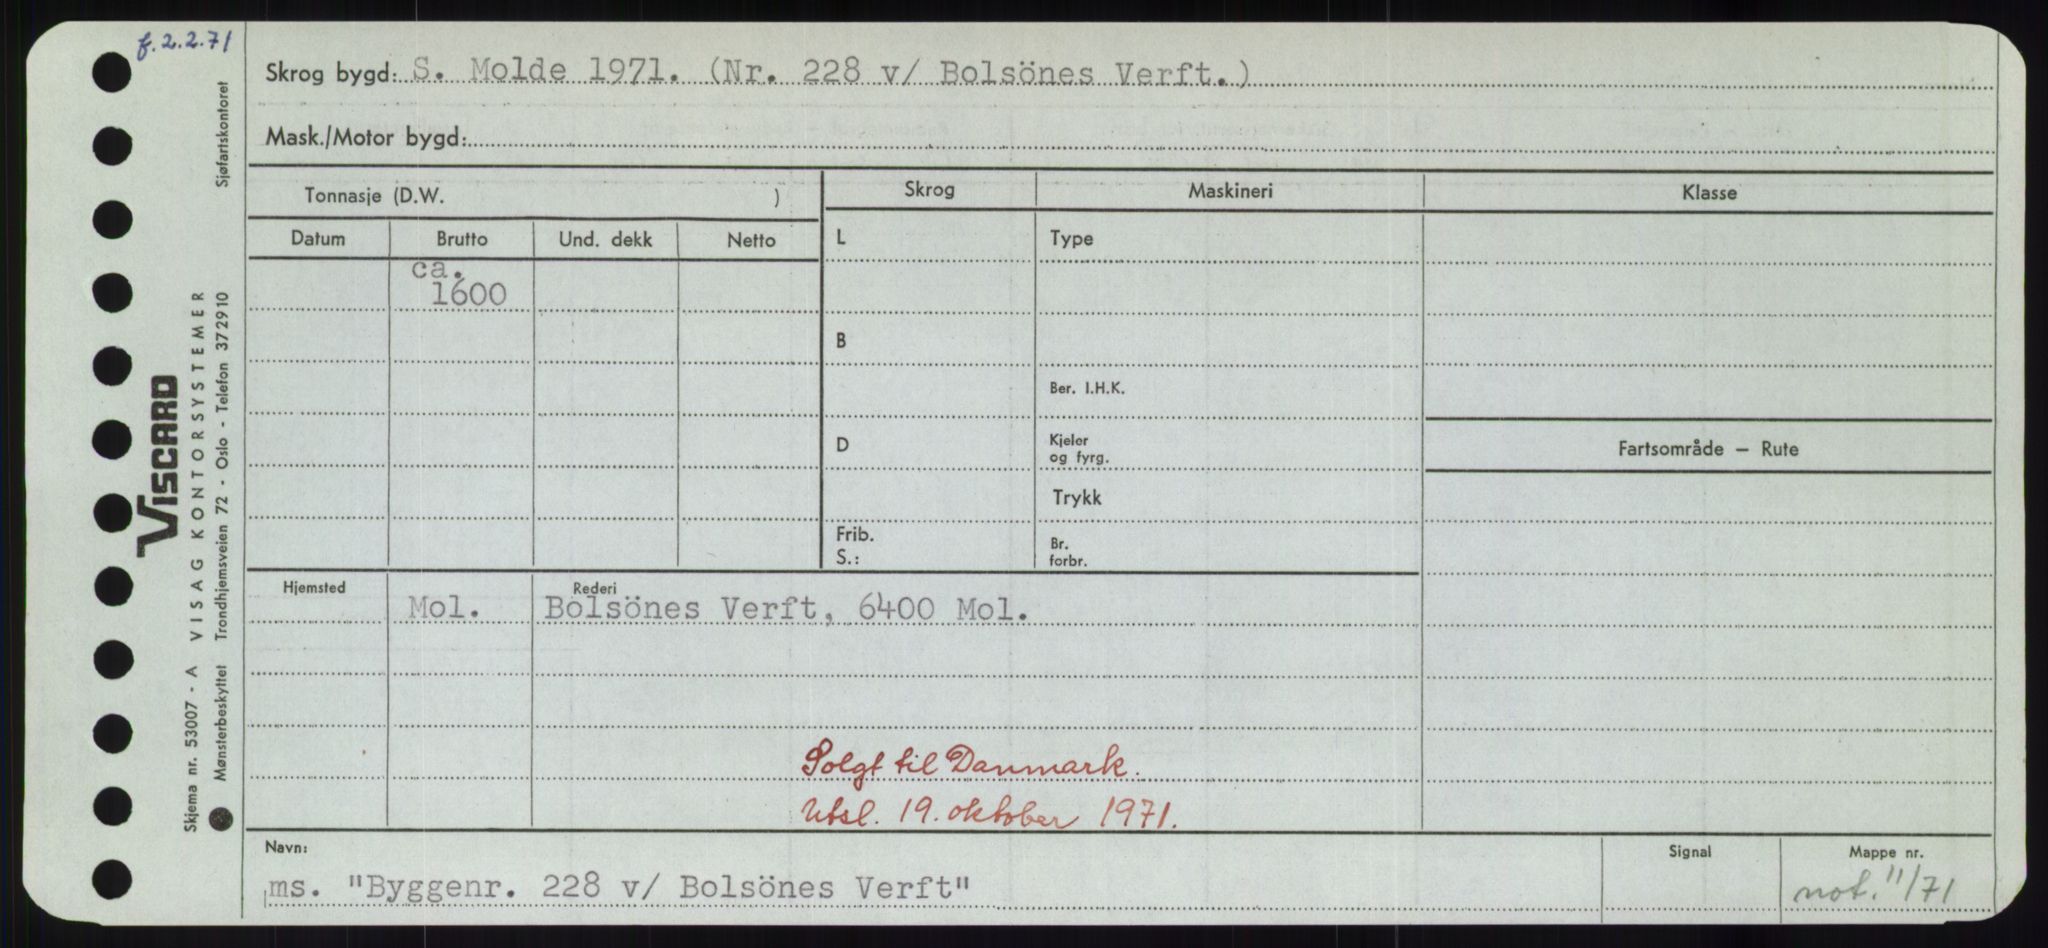 f. 2.2.71
Skrog bygd: S. Molde 1971. (Nr. 228 v/ Bolsönes Verft.)
Mask./Motor bygd:
Tonnasje (D.W. )
Skrog
Maskineri
Klasse
Datum
Brutto
Und. dekk
Netto
L
Type
ca.
1600
B
Ber. I.H.K.
D
Kjeler
og fyrg.
Fartsområde – Rute
Trykk
Frib.
S.:
Br.
forbr.
Hjemsted
Rederi
Mol.
Bolsönes Verft, 6400 Mol.
Solgt til Danmark.
Utsl. 19. oktober 1971.
Navn:
Signal
Mappe nr.
ms. "Byggenr. 228 v/ Bolsönes Verft"
not. 11/71
VISCARD
Skjema nr. 53007 - A VISAG KONTORSYSTEMER
Mønsterbeskyttet Trondhjemsveien 72 - Oslo - Telefon 372910
Sjøfartskontoret